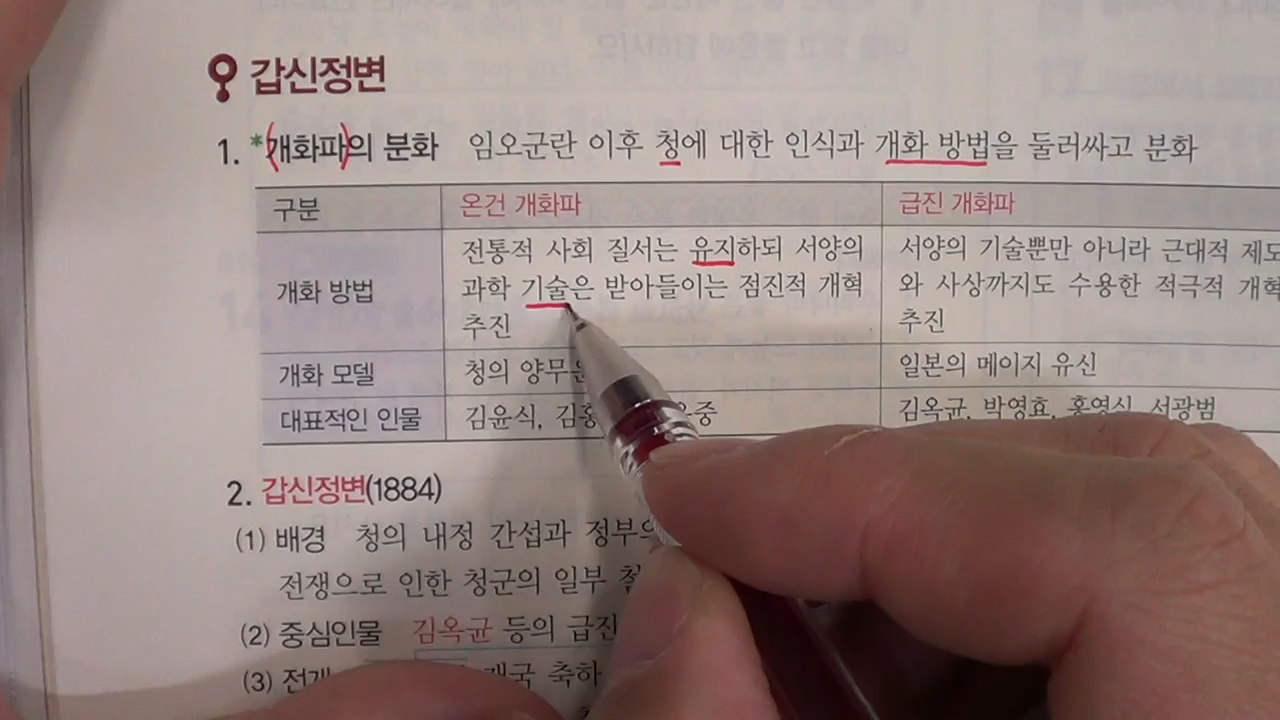 갑신정변
1. *개화파의 분화 임오군란 이후 청에 대한 인식과 개화 방법을 둘러싸고 분화
구분 온건 개화파 급진 개화파
개화 방법
전통적 사회 질서는 유지하되 서양의
과학 기술은 받아들이는 점진적 개혁
추진
서양의 기술뿐만 아니라 근대적 제도
와 사상까지도 수용한 적극적 개혁
추진
개화 모델 청의 양무 일본의 메이지 유신
대표적인 인물 김윤식, 김홍 중 김옥균, 박영효, 홍영식, 서광범
2. 갑신정변(1884)
(1) 배경 청의 내정 간섭과 정부의
전쟁으로 인한 청군의 일부 철
(2) 중심인물 김옥균 등의 급진
(3) 전개 개국 축하